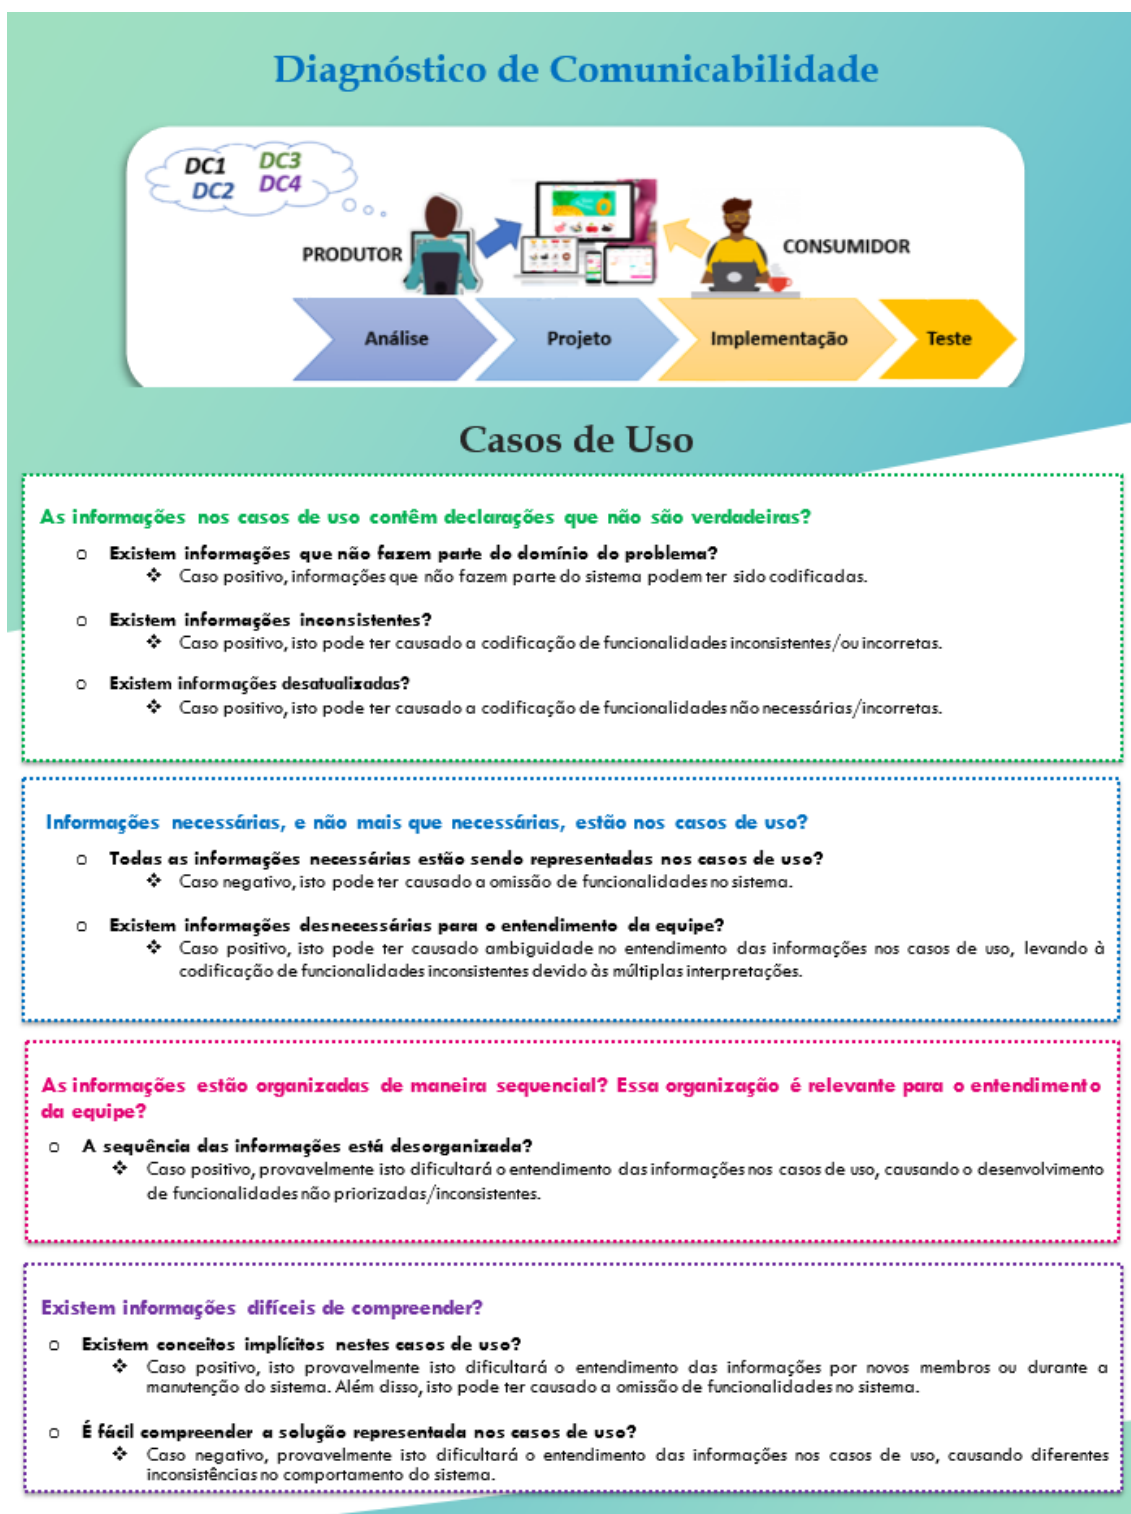 Diagnóstico de Comunicabilidade
DC1 DC3
DC2 DC4
PRODUTOR
CONSUMIDOR
Análise
Projeto
Implementação
Teste
Casos de Uso
As informações nos casos de uso contêm declarações que não são verdadeiras?
o Existem informações que não fazem parte do domínio do problema?
❖ Caso positivo, informações que não fazem parte do sistema podem ter sido codificadas.
o Existem informações inconsistentes?
❖ Caso positivo, isto pode ter causado a codificação de funcionalidades inconsistentes/ou incorretas.
o Existem informações desatualizadas?
❖ Caso positivo, isto pode ter causado a codificação de funcionalidades não necessárias/incorretas.
Informações necessárias, e não mais que necessárias, estão nos casos de uso?
o Todas as informações necessárias estão sendo representadas nos casos de uso?
❖ Caso negativo, isto pode ter causado a omissão de funcionalidades no sistema.
o Existem informações desnecessárias para o entendimento da equipe?
❖ Caso positivo, isto pode ter causado ambiguidade no entendimento das informações nos casos de uso, levando à
codificação de funcionalidades inconsistentes devido às múltiplas interpretações.
As informações estão organizadas de maneira sequencial? Essa organização é relevante para o entendimento
da equipe?
o A sequência das informações está desorganizada?
❖ Caso positivo, provavelmente isto dificultará o entendimento das informações nos casos de uso, causando o desenvolvimento
de funcionalidades não priorizadas/inconsistentes.
Existem informações difíceis de compreender?
o Existem conceitos implícitos nestes casos de uso?
❖ Caso positivo, isto provavelmente isto dificultará o entendimento das informações por novos membros ou durante a
manutenção do sistema. Além disso, isto pode ter causado a omissão de funcionalidades no sistema.
o É fácil compreender a solução representada nos casos de uso?
❖ Caso negativo, provavelmente isto dificultará o entendimento das informações nos casos de uso, causando diferentes
inconsistências no comportamento do sistema.